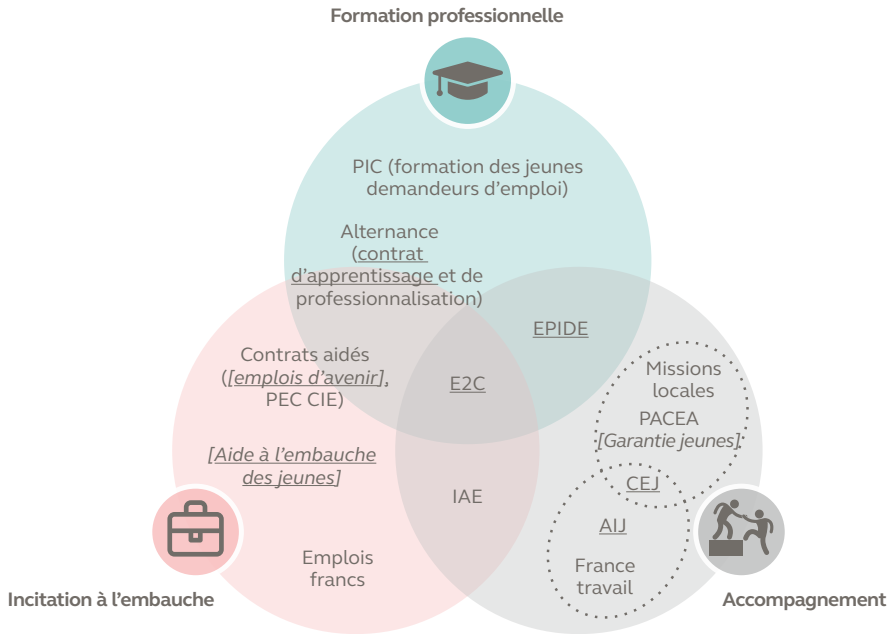 Formation professionnelle
PIC (formation des jeunes
demandeurs d’emploi)
Alternance
(contrat
d’apprentissage et de
professionnalisation)
EPIDE
Contrats aidés
([emplois d’avenir],
PEC CIE)
E2C
Missions
locales
PACEA
[Garantie jeunes]
[Aide à l’embauche
des jeunes]
IAE
CEJ
AIJ
Emplois
francs
France
travail
Incitation à l’embauche
Accompagnement